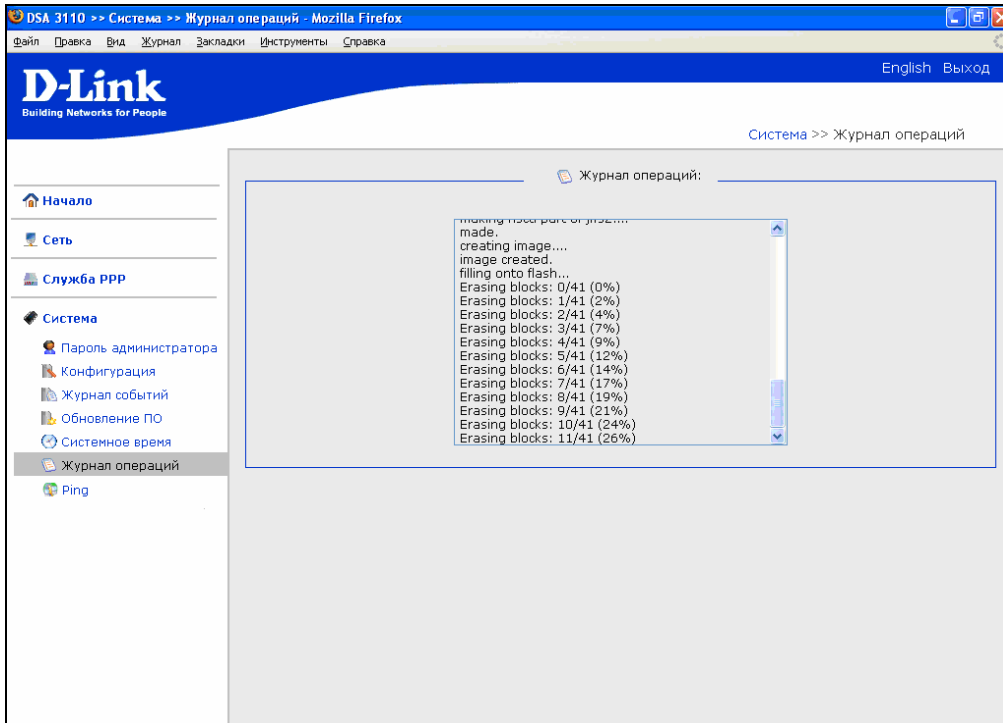 DSA 3110 >> Система >> Журнал операций - Mozilla Firefox
Файл Правка Вид Журнал Закладки Инструменты Справка
English Выход
D-Link
Building Networks for People
Система >> Журнал операций
Начало
Сеть
Служба PPP
Система
Пароль администратора
Конфигурация
Журнал событий
Обновление ПО
Системное время
Журнал операций
Ping
Журнал операций:
made.
creating image....
image created.
filling onto flash...
Erasing blocks: 0/41 (0%)
Erasing blocks: 1/41 (2%)
Erasing blocks: 2/41 (4%)
Erasing blocks: 3/41 (7%)
Erasing blocks: 4/41 (9%)
Erasing blocks: 5/41 (12%)
Erasing blocks: 6/41 (14%)
Erasing blocks: 7/41 (17%)
Erasing blocks: 8/41 (19%)
Erasing blocks: 9/41 (21%)
Erasing blocks: 10/41 (24%)
Erasing blocks: 11/41 (26%)